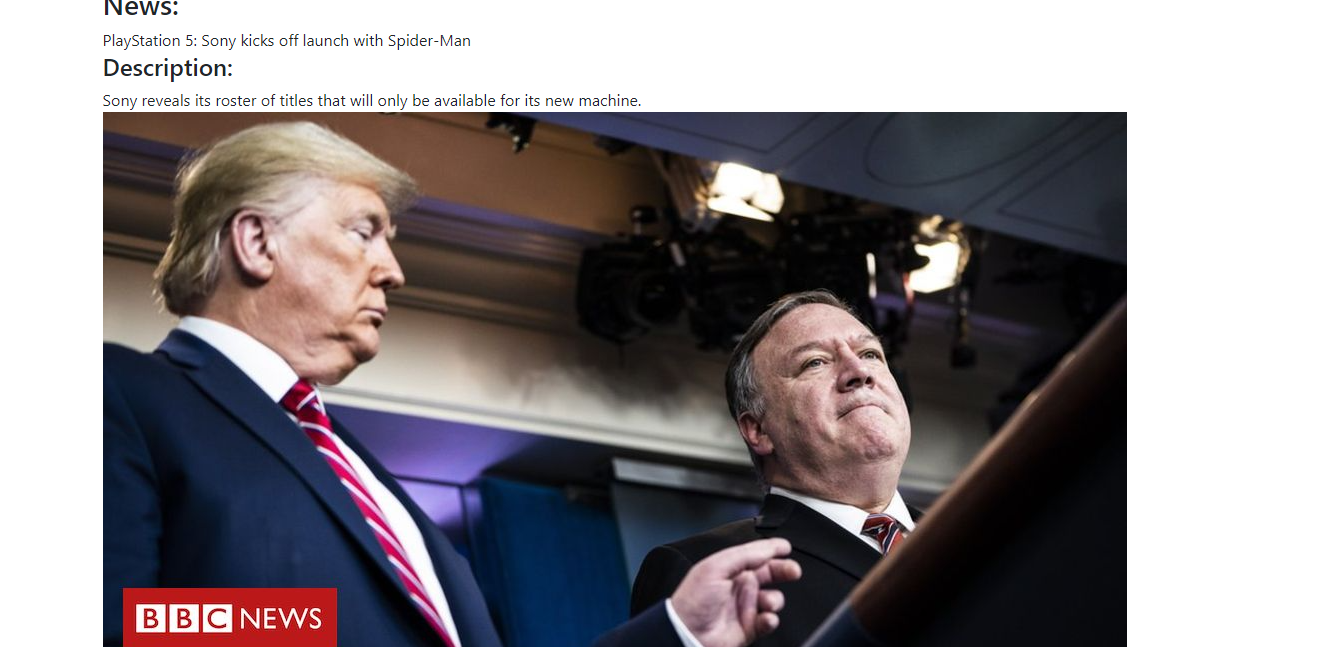 News:
PlayStation 5: Sony kicks off launch with Spider-Man
Description:
Sony reveals its roster of titles that will only be available for its new machine.
BBC NEWS